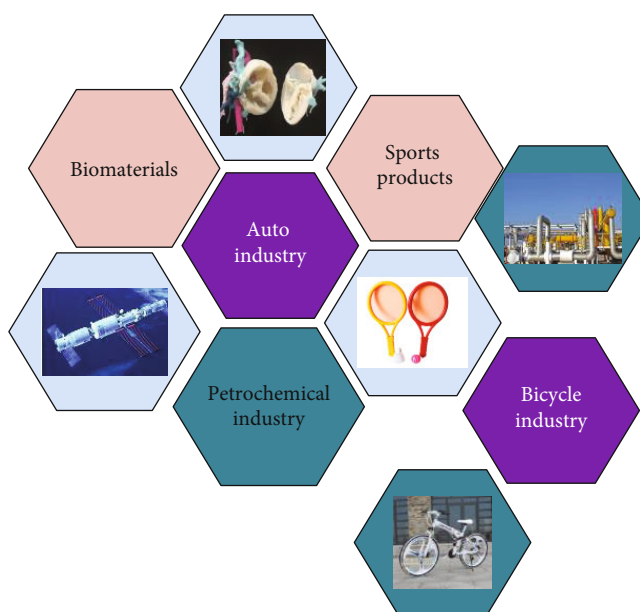 Biomaterials
Sports
products
Auto
industry
Petrochemical
industry
Bicycle
industry